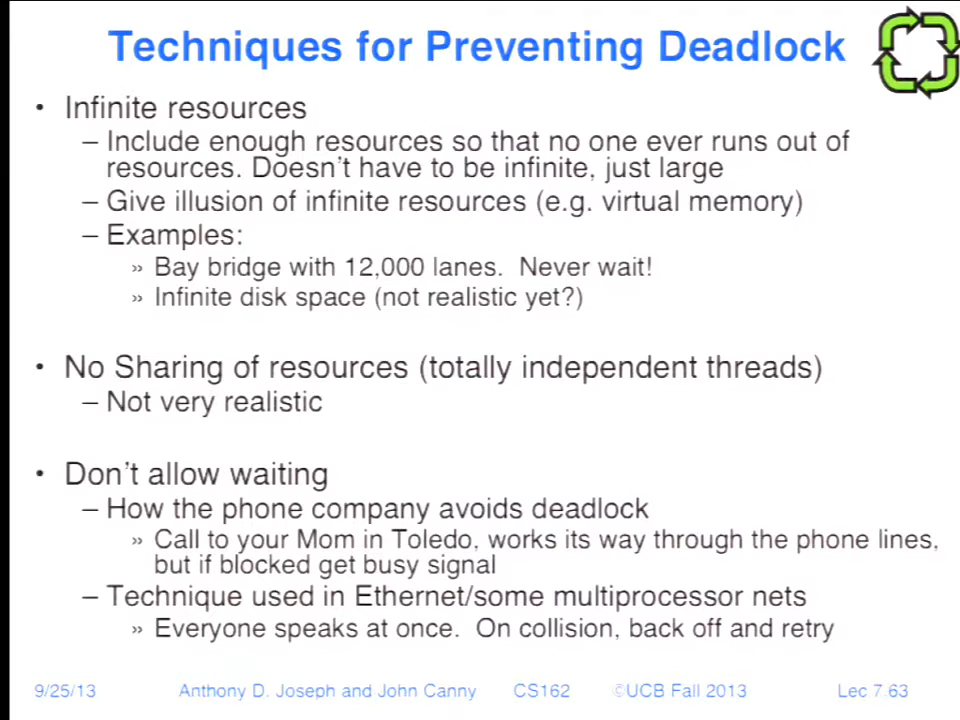 Techniques for Preventing Deadlock
• Infinite resources
– Include enough resources so that no one ever runs out of
resources. Doesn't have to be infinite, just large
– Give illusion of infinite resources (e.g. virtual memory)
– Examples:
» Bay bridge with 12,000 lanes. Never wait!
» Infinite disk space (not realistic yet?)
• No Sharing of resources (totally independent threads)
– Not very realistic
• Don't allow waiting
– How the phone company avoids deadlock
» Call to your Mom in Toledo, works its way through the phone lines,
but if blocked get busy signal
– Technique used in Ethernet/some multiprocessor nets
» Everyone speaks at once. On collision, back off and retry
9/25/13 Anthony D. Joseph and John Canny CS162 ©UCB Fall 2013 Lec 7.63